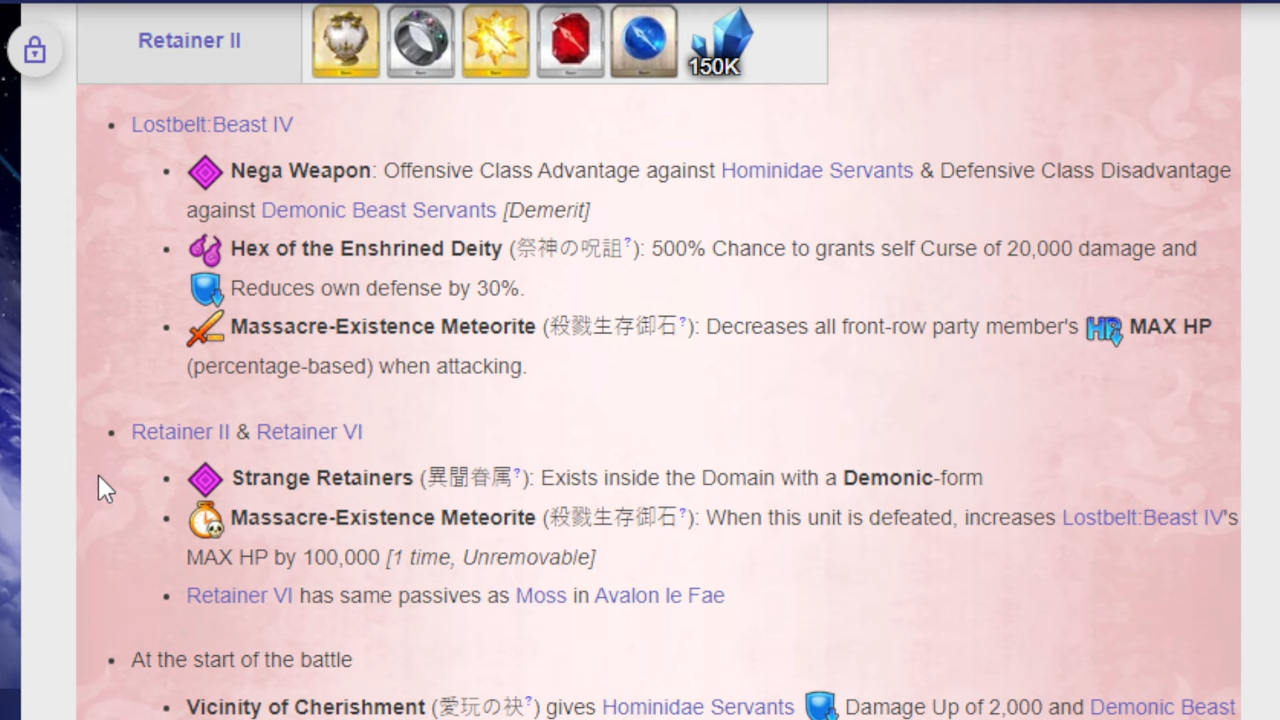 Retainer II
150K
Lostbelt:Beast IV
Nega Weapon: Offensive Class Advantage against Hominidae Servants & Defensive Class Disadvantage
against Demonic Beast Servants [Demerit]
Hex of the Enshrined Deity (祭神の呪詛?): 500% Chance to grants self Curse of 20,000 damage and
Reduces own defense by 30%.
Massacre-Existence Meteorite (殺戮生存御石?): Decreases all front-row party member's HP MAX HP
(percentage-based) when attacking.
Retainer II & Retainer VI
Strange Retainers (異聞眷属?): Exists inside the Domain with a Demonic-form
Massacre-Existence Meteorite (殺戮生存御石?): When this unit is defeated, increases Lostbelt:Beast IV's
MAX HP by 100,000 [1 time, Unremovable]
Retainer VI has same passives as Moss in Avalon le Fae
At the start of the battle
Vicinity of Cherishment (愛玩の袂?) gives Hominidae Servants Damage Up of 2,000 and Demonic Beast